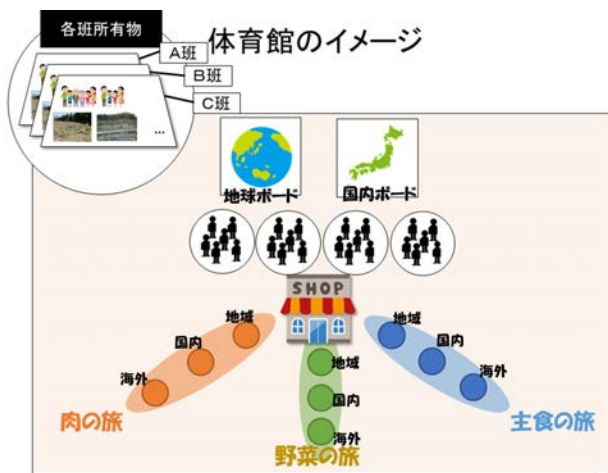 各班所有物
体育館のイメージ
A班
B班
C班
…
地球ボード
国内ボード
SHOP
地域
国内
海外
肉の旅
地域
国内
海外
野菜の旅
地域
国内
海外
主食の旅